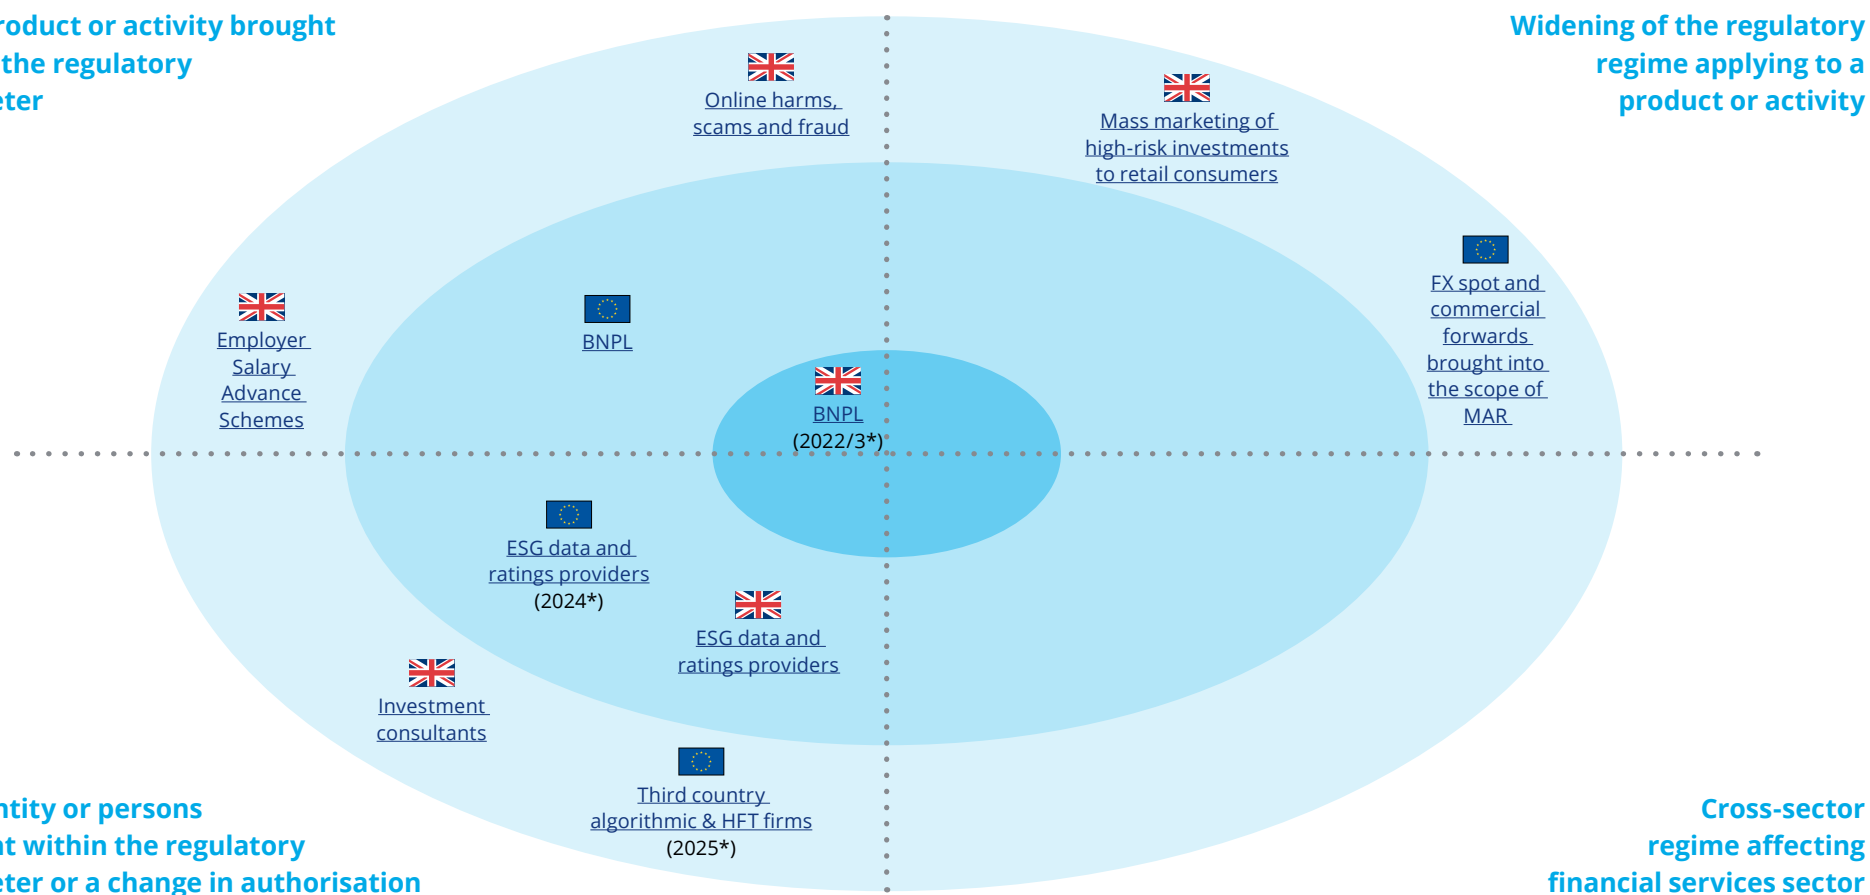 roduct or activity brought
the regulatory
eter
Widening of the regulatory
regime applying to a
product or activity
Online harms,
scams and fraud
Mass marketing of
high-risk investments
to retail consumers
FX spot and
commercial
forwards
brought into
the scope of
MAR
Employer
Salary
Advance
Schemes
BNPL
BNPL
(2022/3*)
ESG data and
ratings providers
(2024*)
ESG data and
ratings providers
Investment
consultants
Third country
algorithmic & HFT firms
(2025*)
ntity or persons
t within the regulatory
eter or a change in authorisation
Cross-sector
regime affecting
financial services sector